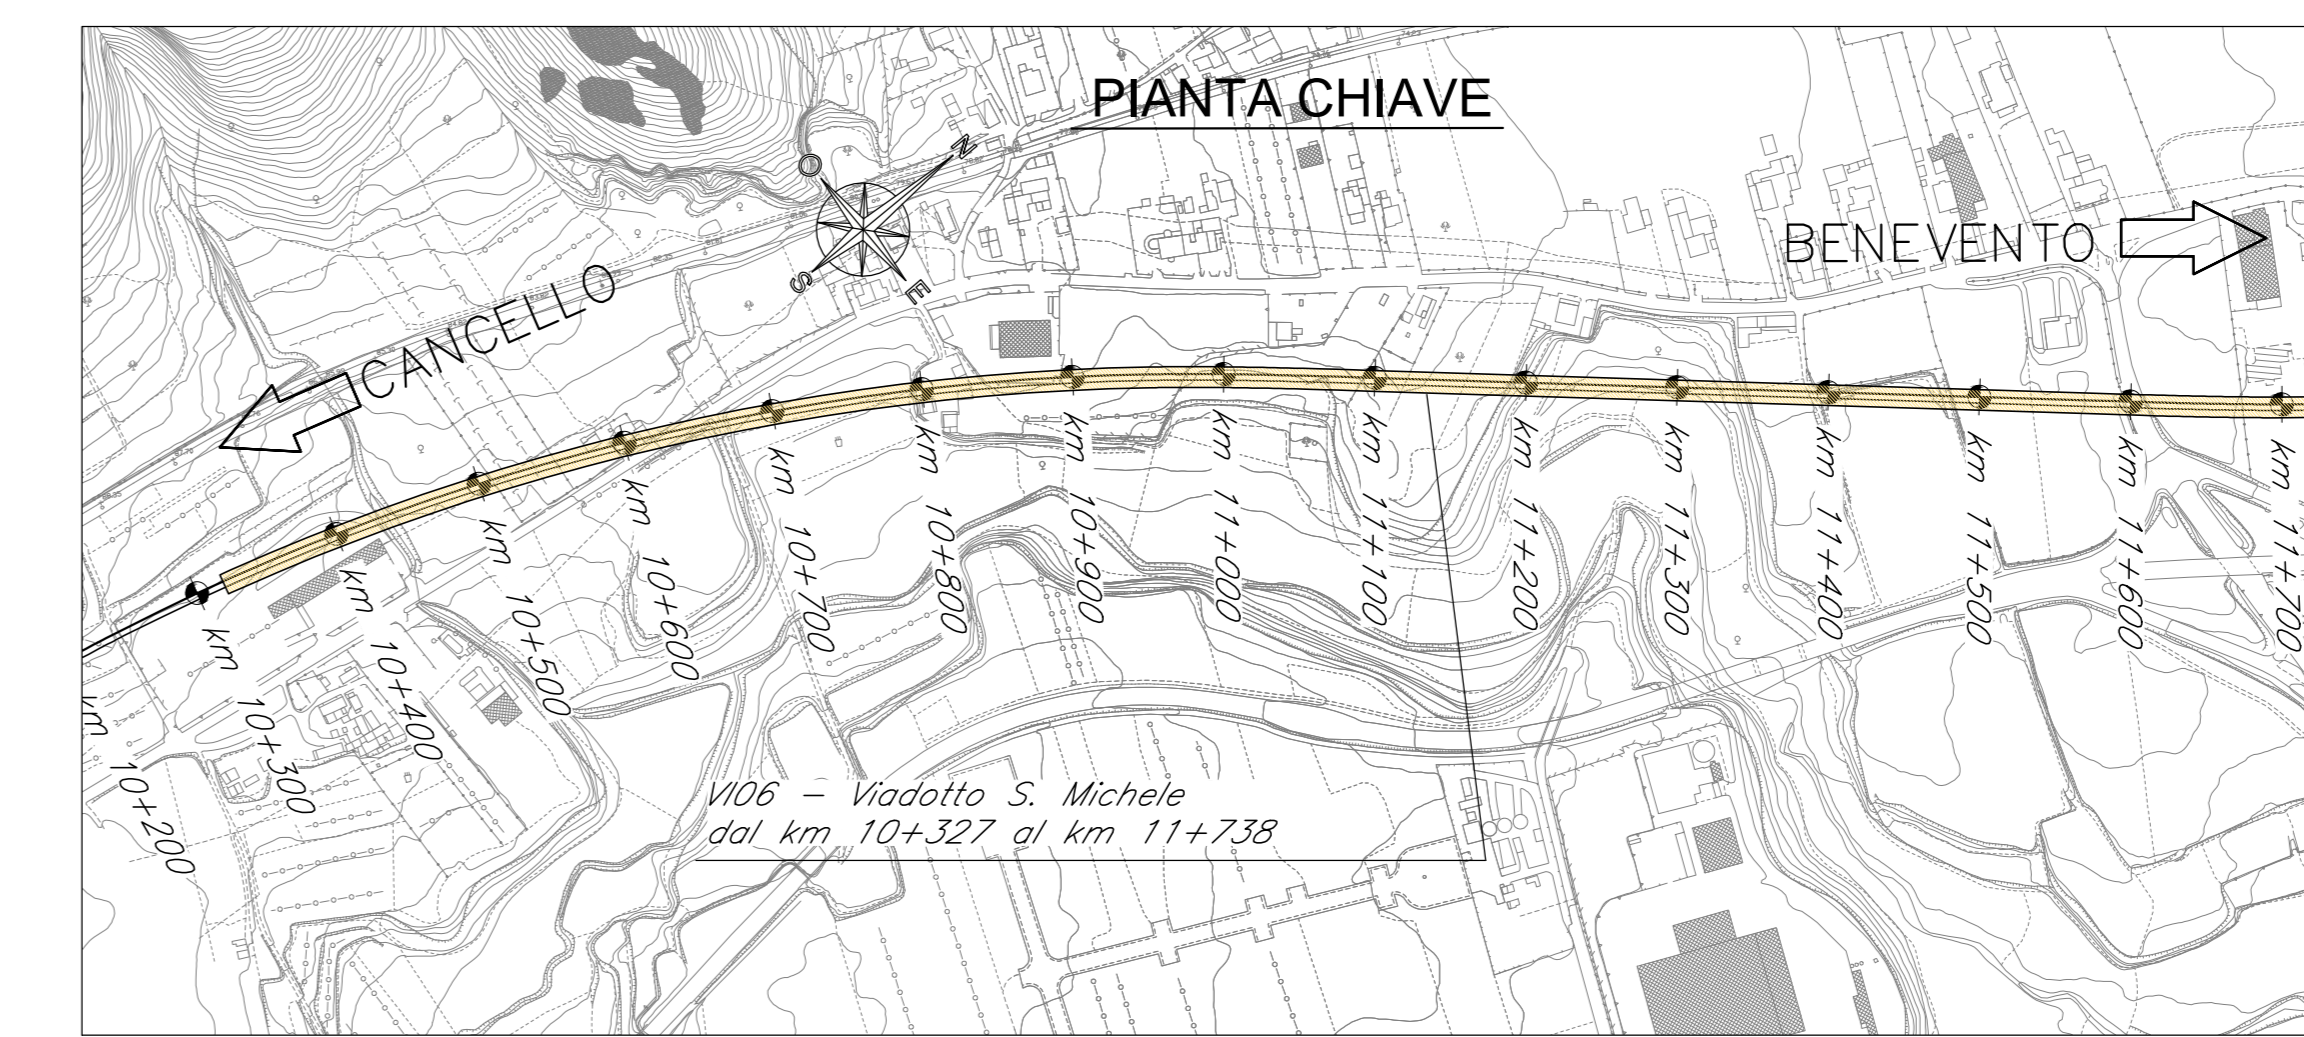 PIANTA CHIAVE
O
N
S
E
CANCELLO
BENEVENTO
km
10+200
km 10+300
km 10+400
km 10+500
km 10+600
km 10+700
km 10+800
km 10+900
km 11+000
km 11+100
km 11+200
km 11+300
km 11+400
km 11+500
km 11+600
km 11+700
VI06 – Viadotto S. Michele
dal km 10+327 al km 11+738